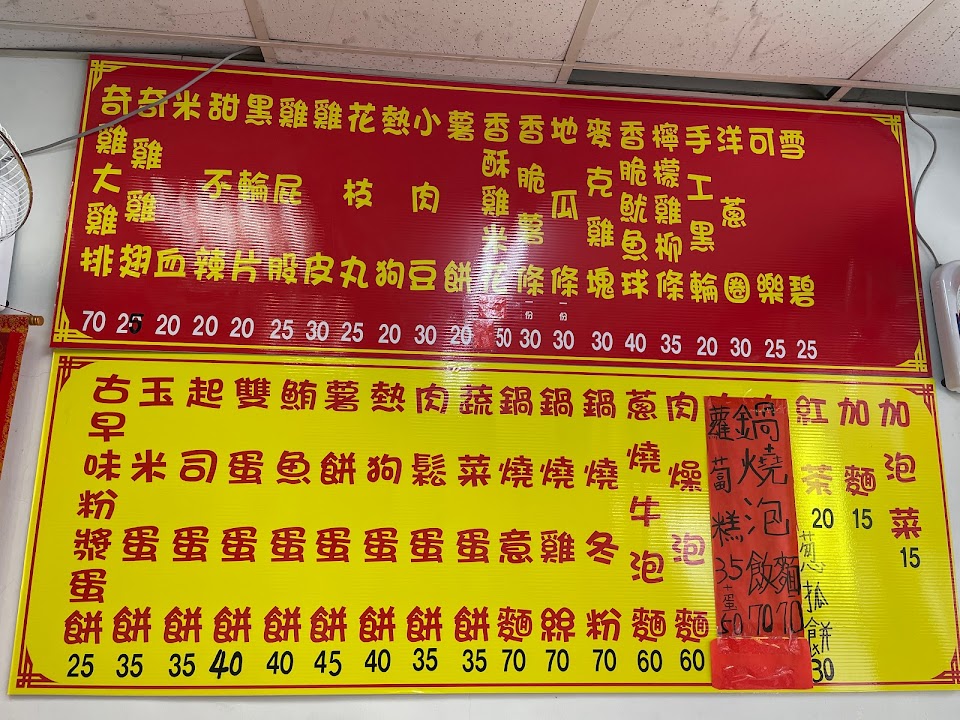 奇雞大雞排 70
奇雞雞翅 25
米血 20
甜不辣 20
黑輪片 20
雞屁股 25
雞皮 30
花枝丸 25
熱狗 20
小肉豆 30
薯餅 20
香酥雞米花 50
香脆薯條 一份 30
地瓜條 一份 30
麥克雞塊 30
香脆魷魚球 40
檸檬雞柳條 35
手工黑輪 20
洋蔥圈 30
可樂 25
雪碧 25
古早味粉漿蛋餅 25
玉米蛋餅 35
起司蛋餅 35
雙蛋蛋餅 40
鮪魚蛋餅 40
薯餅蛋餅 45
熱狗蛋餅 40
肉鬆蛋餅 35
蔬菜蛋餅 35
鍋燒意麵 70
鍋燒雞絲 70
鍋燒冬粉 70
蔥燒牛泡麵 60
肉燥泡麵 60
蘿蔔糕 35 +蛋 50
鍋燒泡飯 70 麵 70
紅茶 20
葱抓餅 30
加麵 15
加泡菜 15